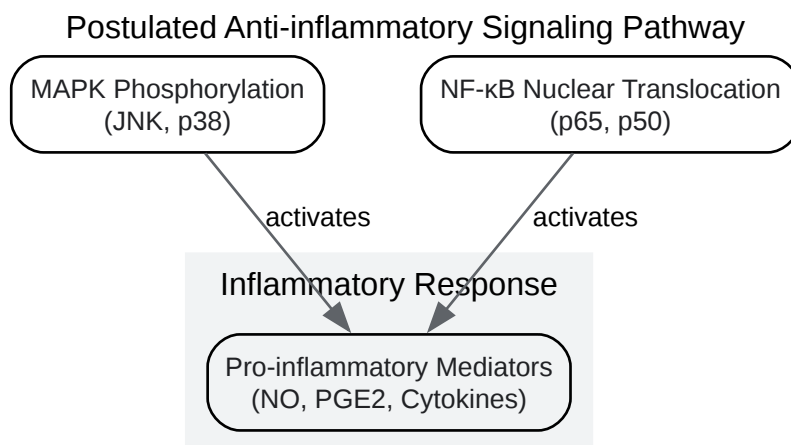 Postulated Anti-inflammatory Signaling Pathway
MAPK Phosphorylation
(JNK, p38)
NF-κB Nuclear Translocation
(p65, p50)
activates
activates
Inflammatory Response
Pro-inflammatory Mediators
(NO, PGE2, Cytokines)